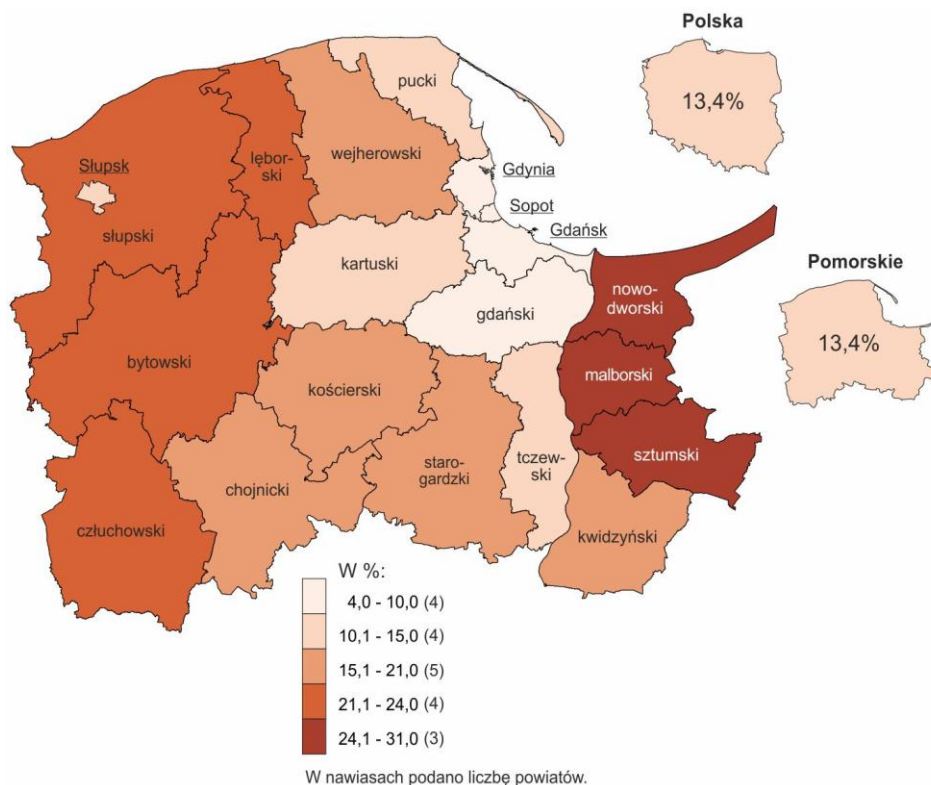 Polska
13,4%
pucki
Słupsk
lębor-
ski
wejherowski
Gdynia
Sopot
Gdańsk
słupski
kartuski
gdański
nowo-
dworski
Pomorskie
13,4%
bytowski
kościerski
malborski
chojnicki
staro-
gardzki
tczew-
ski
sztumski
człuchowski
kwidzyński
W %:
4,0 - 10,0 (4)
10,1 - 15,0 (4)
15,1 - 21,0 (5)
21,1 - 24,0 (4)
24,1 - 31,0 (3)
W nawiasach podano liczbę powiatów.